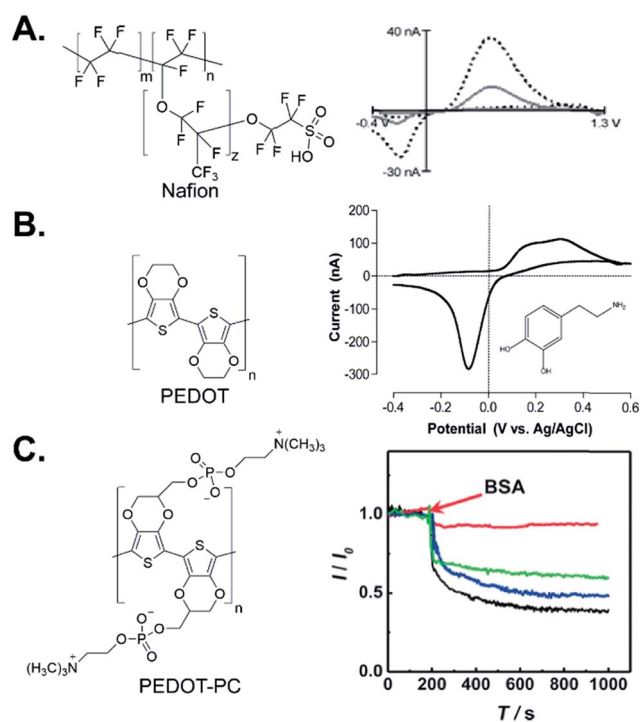 A.
F F F F
F F F n
m
O F F O F F
F S O
z F F HO O
CF3
Nafion
40 nA
-0.4 V
1.3 V
-30 nA
B.
O O
S S
O O
n
PEDOT
Current (nA)
200
100
0
-100
-200
-300
-0.4 -0.2 0.0 0.2 0.4 0.6
Potential (V vs. Ag/AgCl)
HO
OH
NH2
C.
O P O N(CH3)3
O O- +
O O
S S
O O
n
O- O
O P O
O
(H3C)3N +
PEDOT-PC
BSA
I / I0
1.0
0.5
0.0
0 200 400 600 800 1000
T / s